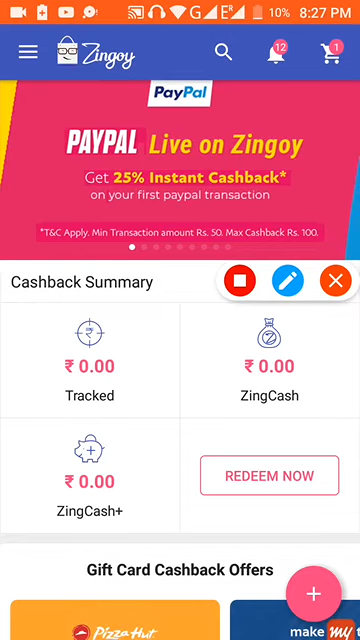 G E R 10% 8:27 PM
Zingoy
12
1
PayPal
PAYPAL Live on Zingoy
Get 25% Instant Cashback*
on your first paypal transaction
*T&C Apply. Min Transaction amount Rs. 50. Max Cashback Rs. 100.
Cashback Summary
₹ 0.00
₹ 0.00
Tracked
ZingCash
₹ 0.00
REDEEM NOW
ZingCash+
Gift Card Cashback Offers
Pizza Hut
make my t